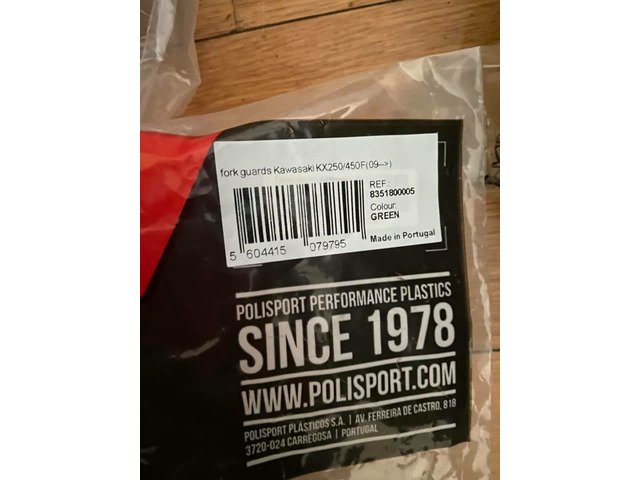 fork guards Kawasaki KX250/450F(09-->)
REF:
8351800005
Colour:
GREEN
5 604415 079795
Made in Portugal
POLISPORT PERFORMANCE PLASTICS
SINCE 1978
WWW.POLISPORT.COM
POLISPORT PLÁSTICOS S.A. | AV. FERREIRA DE CASTRO, 818
3720-024 CARREGOSA | PORTUGAL